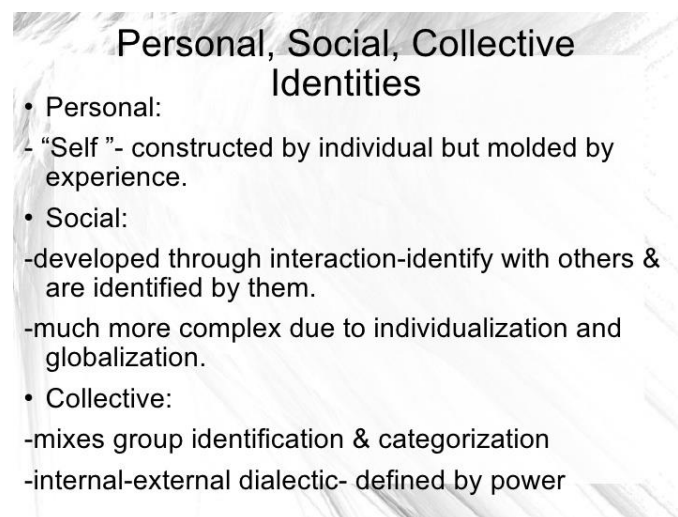 Personal, Social, Collective
Identities
• Personal:
- “Self ”- constructed by individual but molded by
experience.
• Social:
-developed through interaction-identify with others &
are identified by them.
-much more complex due to individualization and
globalization.
• Collective:
-mixes group identification & categorization
-internal-external dialectic- defined by power